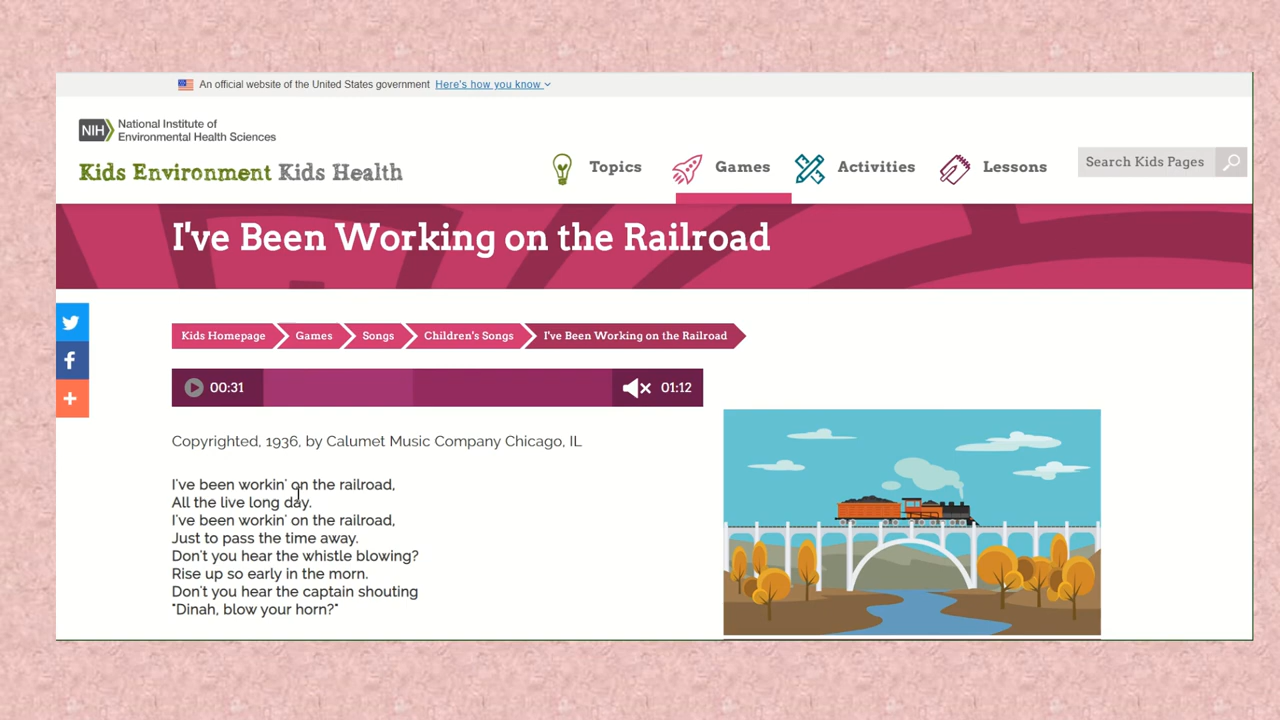 An official website of the United States government Here's how you know
NIH National Institute of
Environmental Health Sciences
Kids Environment Kids Health
Topics
Games
Activities
Lessons
Search Kids Pages
I've Been Working on the Railroad
Kids Homepage
Games
Songs
Children's Songs
I've Been Working on the Railroad
00:31
01:12
Copyrighted, 1936, by Calumet Music Company Chicago, IL
I've been workin' on the railroad,
All the live long day.
I've been workin' on the railroad,
Just to pass the time away.
Don't you hear the whistle blowing?
Rise up so early in the morn.
Don't you hear the captain shouting
"Dinah, blow your horn?"